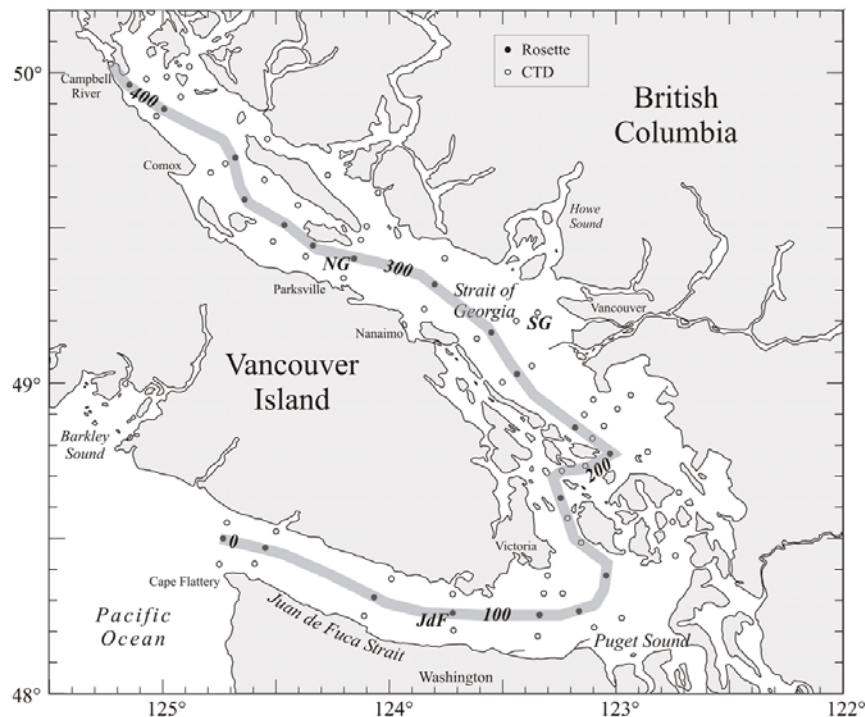 Rosette
CTD
50°
Campbell
River
400
British
Columbia
Comox
Howe
Sound
NG
300
Parksville
Strait of
Georgia
SG
Vancouver
Nanaimo
49°
Vancouver
Island
Barkley
Sound
200
Victoria
0
Cape Flattery
JdF
100
Juan de Fuca Strait
Pacific
Ocean
Puget Sound
Washington
48°
125°
124°
123°
122°